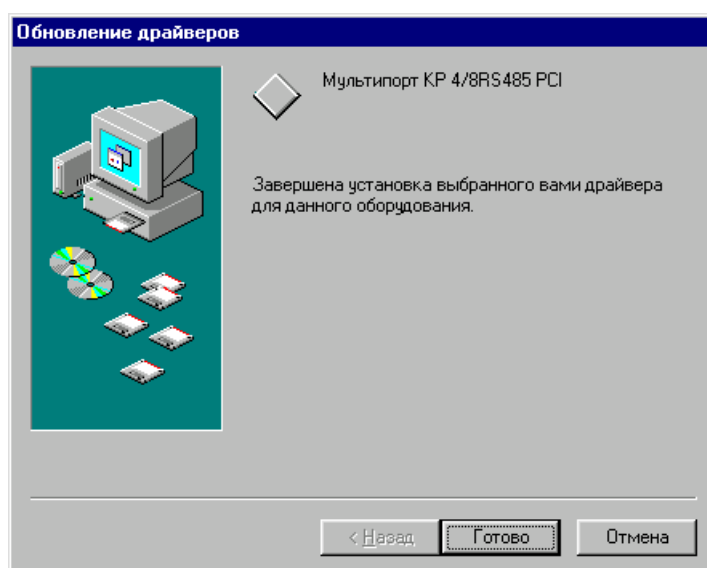 Обновление драйверов
Мультипорт КР 4/8RS485 PCI
Завершена установка выбранного вами драйвера
для данного оборудования.
< Назад
Готово
Отмена